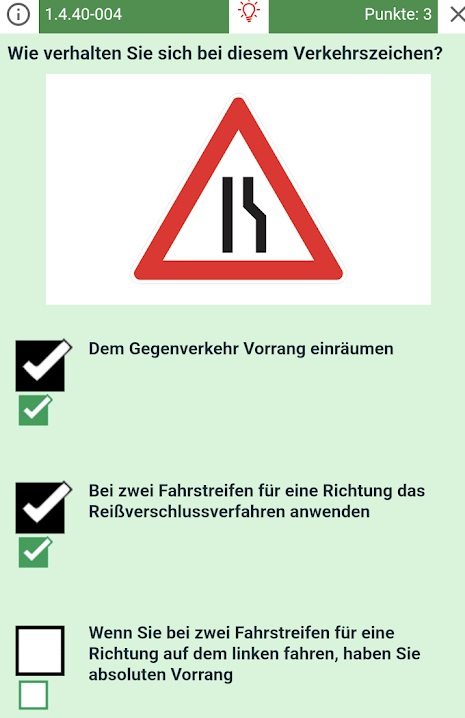 1.4.40-004
Punkte: 3
Wie verhalten Sie sich bei diesem Verkehrszeichen?
Dem Gegenverkehr Vorrang einräumen
Bei zwei Fahrstreifen für eine Richtung das
Reißverschlussverfahren anwenden
Wenn Sie bei zwei Fahrstreifen für eine
Richtung auf dem linken fahren, haben Sie
absoluten Vorrang